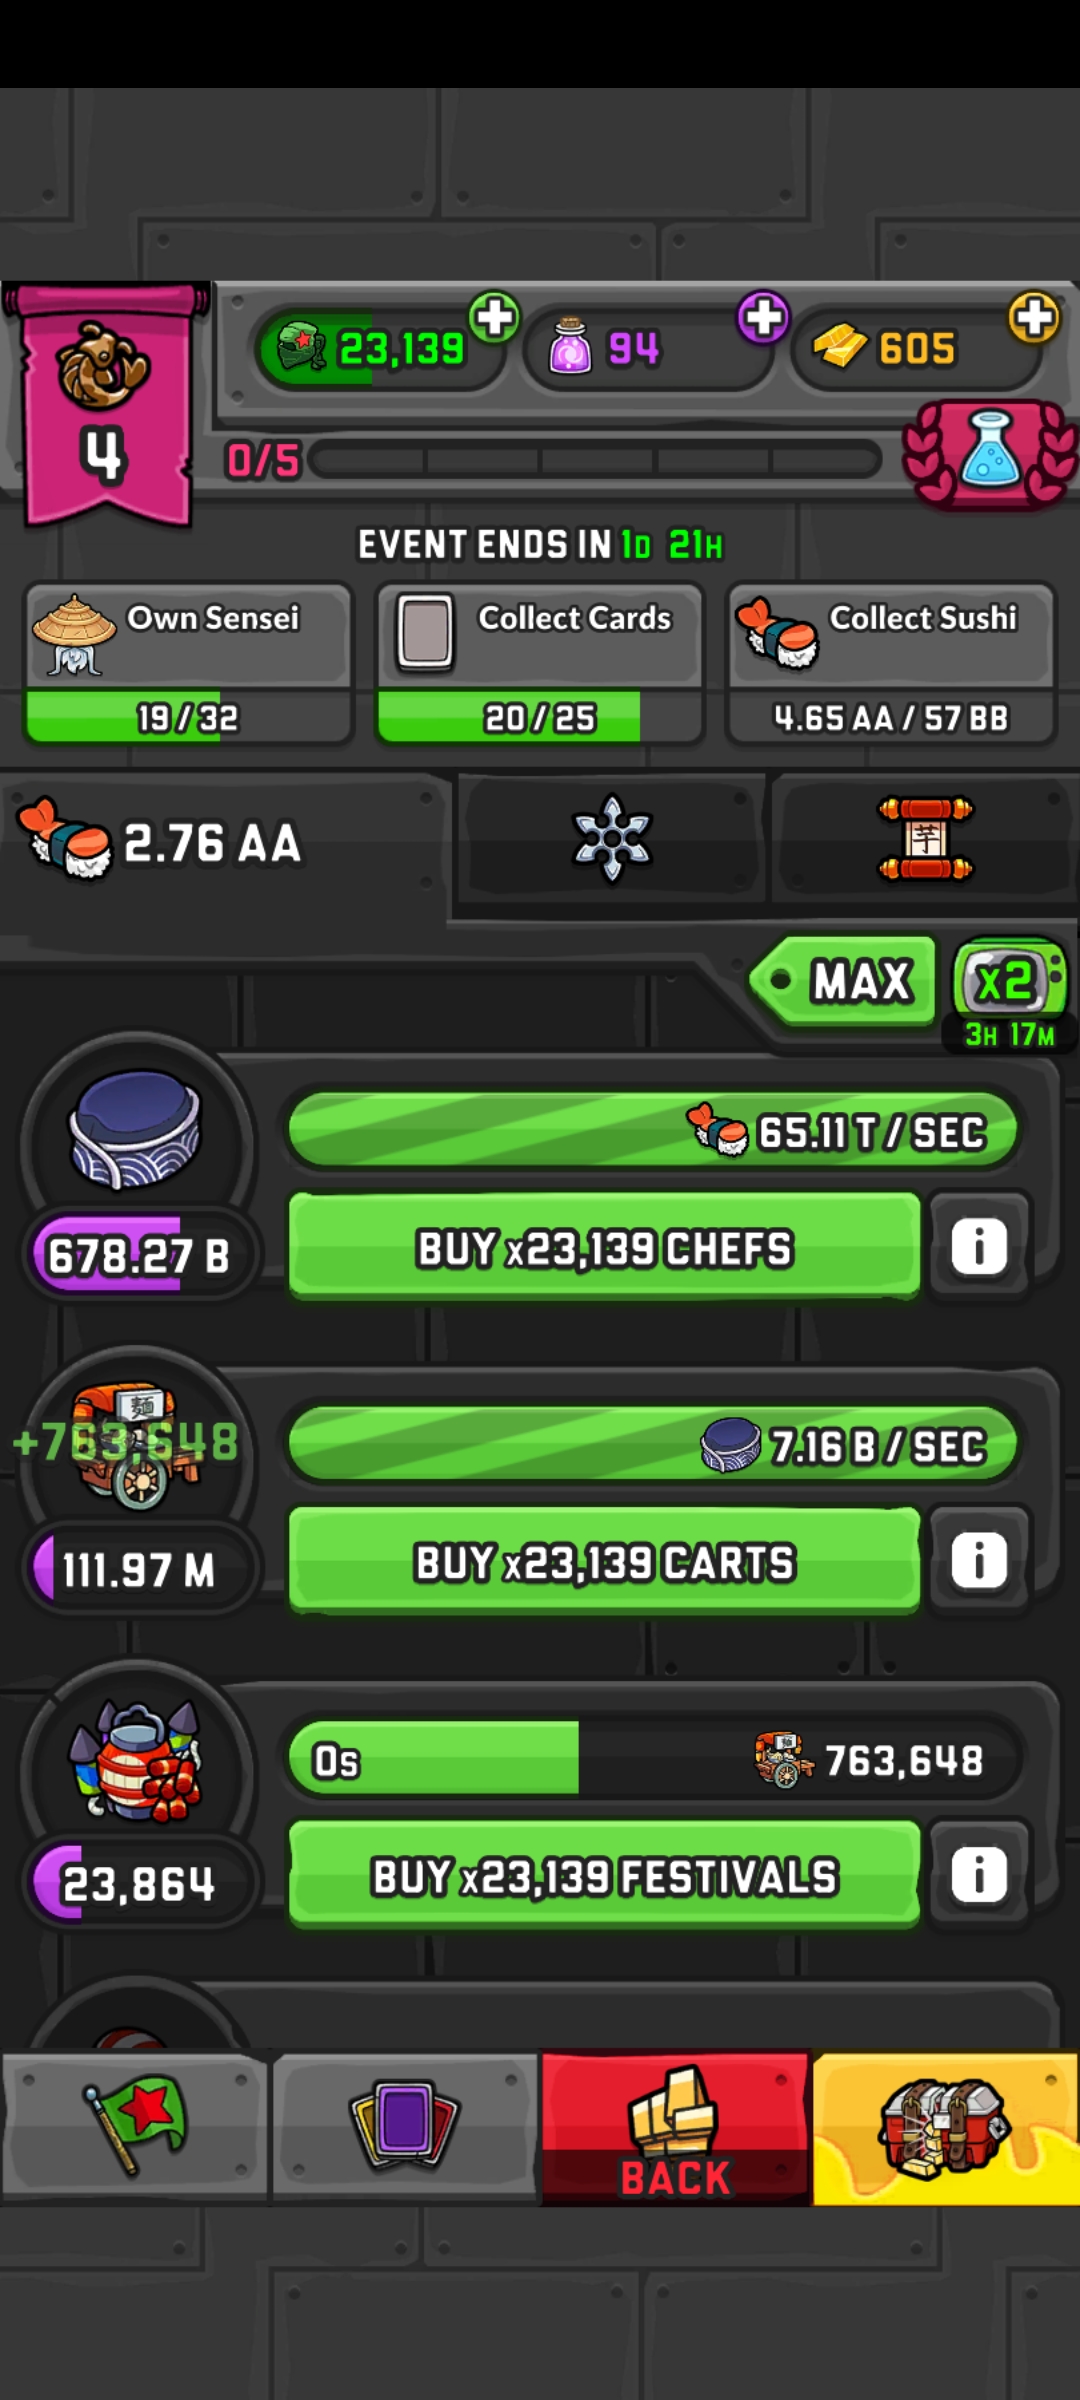 23,139
94
605
4
0/5
EVENT ENDS IN 1D 21H
Own Sensei
Collect Cards
Collect Sushi
19 / 32
20 / 25
4.65 AA / 57 BB
2.76 AA
芋
MAX
x2
3H 17M
65.11 T / SEC
678.27 B
BUY x23,139 CHEFS
i
麺
+763,648
7.16 B / SEC
111.97 M
BUY x23,139 CARTS
i
0s
763,648
23,864
BUY x23,139 FESTIVALS
i
BACK